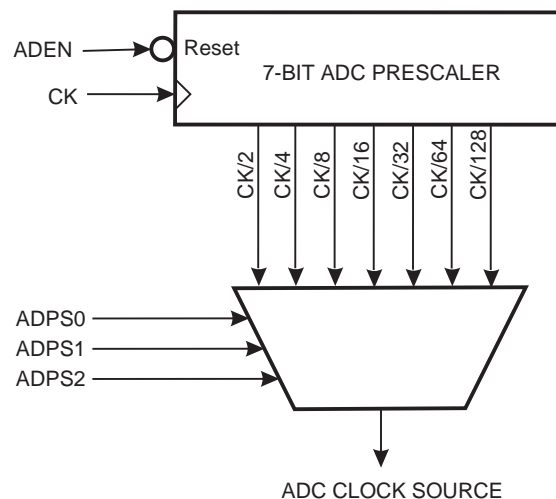 ADEN
Reset
7-BIT ADC PRESCALER
CK
CK/2
CK/4
CK/8
CK/16
CK/32
CK/64
CK/128
ADPS0
ADPS1
ADPS2
ADC CLOCK SOURCE